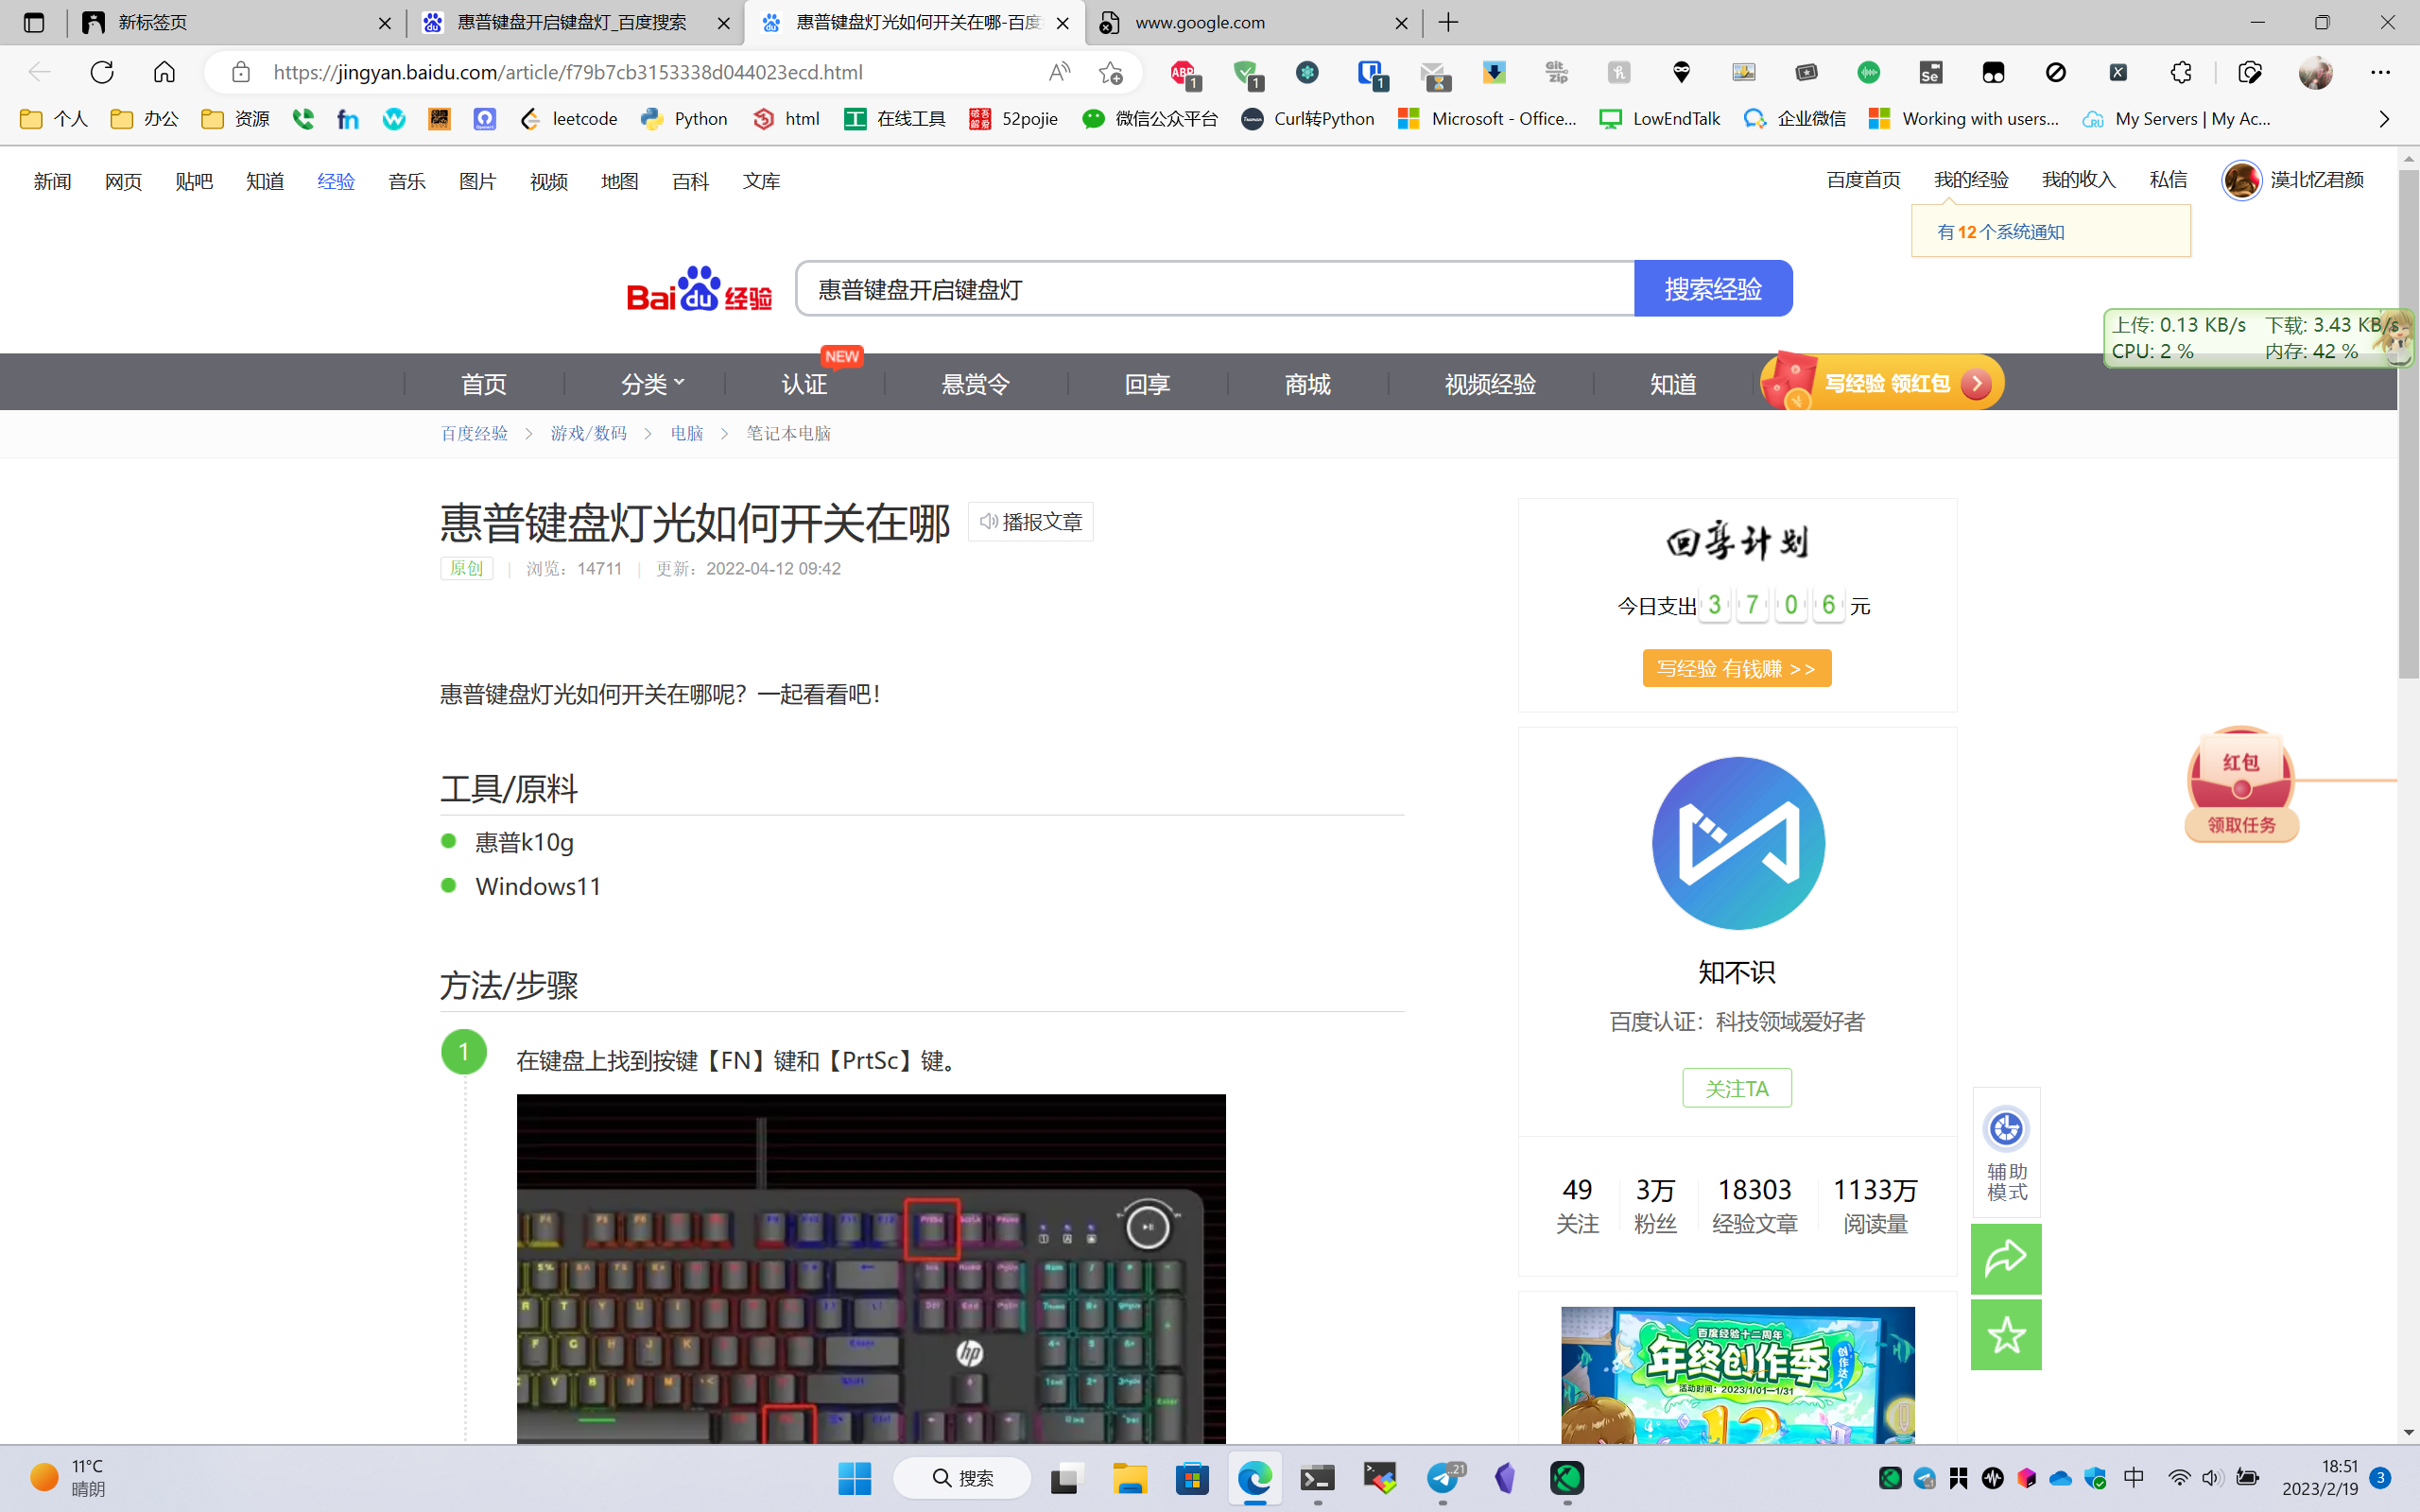 新标签页
惠普键盘开启键盘灯_百度搜索
惠普键盘灯光如何开关在哪-百度
www.google.com
https://jingyan.baidu.com/article/f79b7cb3153338d044023ecd.html
个人
办公
资源
leetcode
Python
html
在线工具
52pojie
微信公众平台
Curl转Python
Microsoft - Office...
LowEndTalk
企业微信
Working with users...
My Servers | My Ac...
新闻 网页 贴吧 知道 经验 音乐 图片 视频 地图 百科 文库
百度首页 我的经验 我的收入 私信 漠北忆君颜
有12个系统通知
Baidu经验
惠普键盘开启键盘灯
搜索经验
上传: 0.13 KB/s 下载: 3.43 KB/s
CPU: 2 % 内存: 42 %
NEW
首页 分类 认证 悬赏令 回享 商城 视频经验 知道 写经验 领红包
百度经验 > 游戏/数码 > 电脑 > 笔记本电脑
惠普键盘灯光如何开关在哪
播报文章
原创 | 浏览：14711 | 更新：2022-04-12 09:42
惠普键盘灯光如何开关在哪呢？一起看看吧！
工具/原料
惠普k10g
Windows11
方法/步骤
1
在键盘上找到按键【FN】键和【PrtSc】键。
hp
回享计划
今日支出 3 7 0 6 元
写经验 有钱赚 >>
知不识
百度认证：科技领域爱好者
关注TA
49 3万 18303 1133万
关注 粉丝 经验文章 阅读量
红包
领取任务
辅助
模式
百度经验十二周年
年终创作季
创作达人
活动时间：2023/1/01—1/31
12
11°C
晴朗
搜索
中
18:51
2023/2/19
3